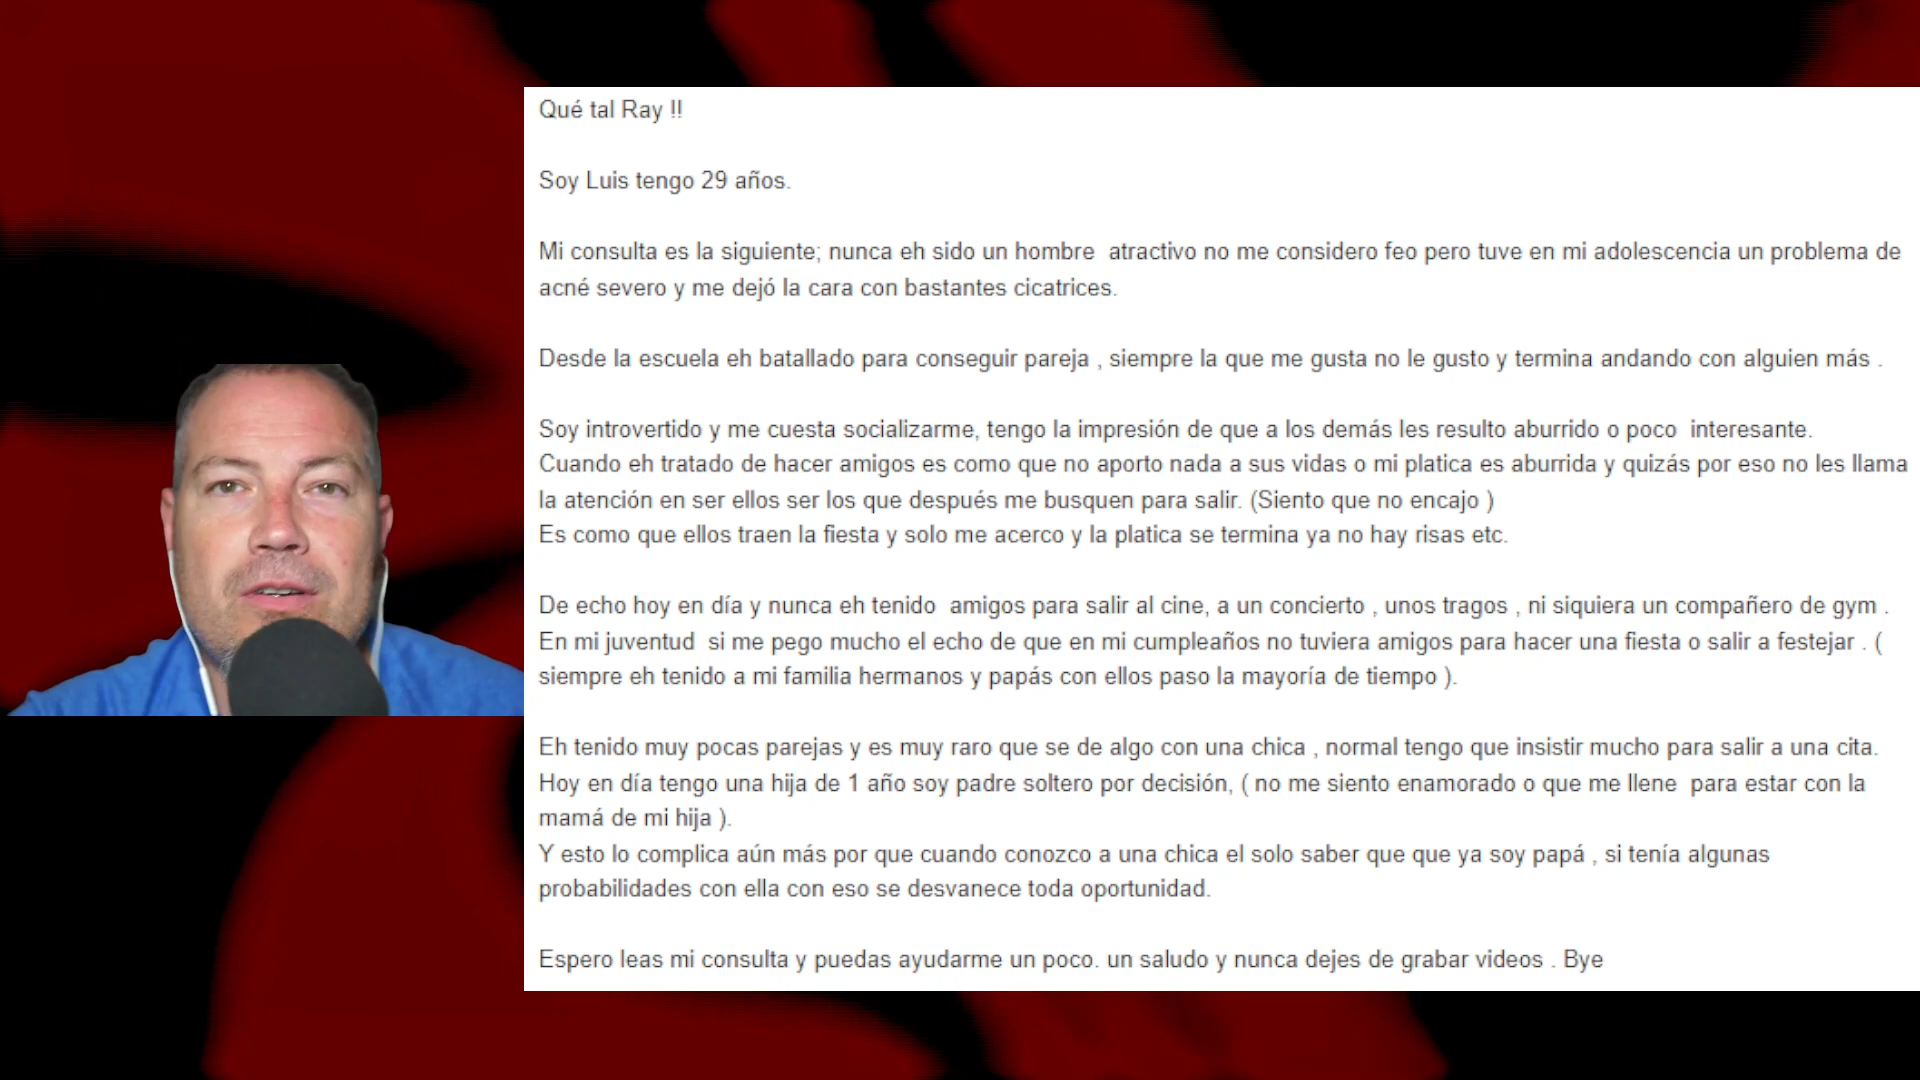 Qué tal Ray !!
Soy Luis tengo 29 años.
Mi consulta es la siguiente; nunca eh sido un hombre  atractivo no me considero feo pero tuve en mi adolescencia un problema de
acné severo y me dejó la cara con bastantes cicatrices.
Desde la escuela eh batallado para conseguir pareja , siempre la que me gusta no le gusto y termina andando con alguien más .
Soy introvertido y me cuesta socializarme, tengo la impresión de que a los demás les resulto aburrido o poco  interesante.
Cuando eh tratado de hacer amigos es como que no aporto nada a sus vidas o mi platica es aburrida y quizás por eso no les llama
la atención en ser ellos ser los que después me busquen para salir. (Siento que no encajo )
Es como que ellos traen la fiesta y solo me acerco y la platica se termina ya no hay risas etc.
De echo hoy en día y nunca eh tenido  amigos para salir al cine, a un concierto , unos tragos , ni siquiera un compañero de gym .
En mi juventud  si me pego mucho el echo de que en mi cumpleaños no tuviera amigos para hacer una fiesta o salir a festejar . (
siempre eh tenido a mi familia hermanos y papás con ellos paso la mayoría de tiempo ).
Eh tenido muy pocas parejas y es muy raro que se de algo con una chica , normal tengo que insistir mucho para salir a una cita.
Hoy en día tengo una hija de 1 año soy padre soltero por decisión, ( no me siento enamorado o que me llene  para estar con la
mamá de mi hija ).
Y esto lo complica aún más por que cuando conozco a una chica el solo saber que que ya soy papá , si tenía algunas
probabilidades con ella con eso se desvanece toda oportunidad.
Espero leas mi consulta y puedas ayudarme un poco. un saludo y nunca dejes de grabar videos . Bye